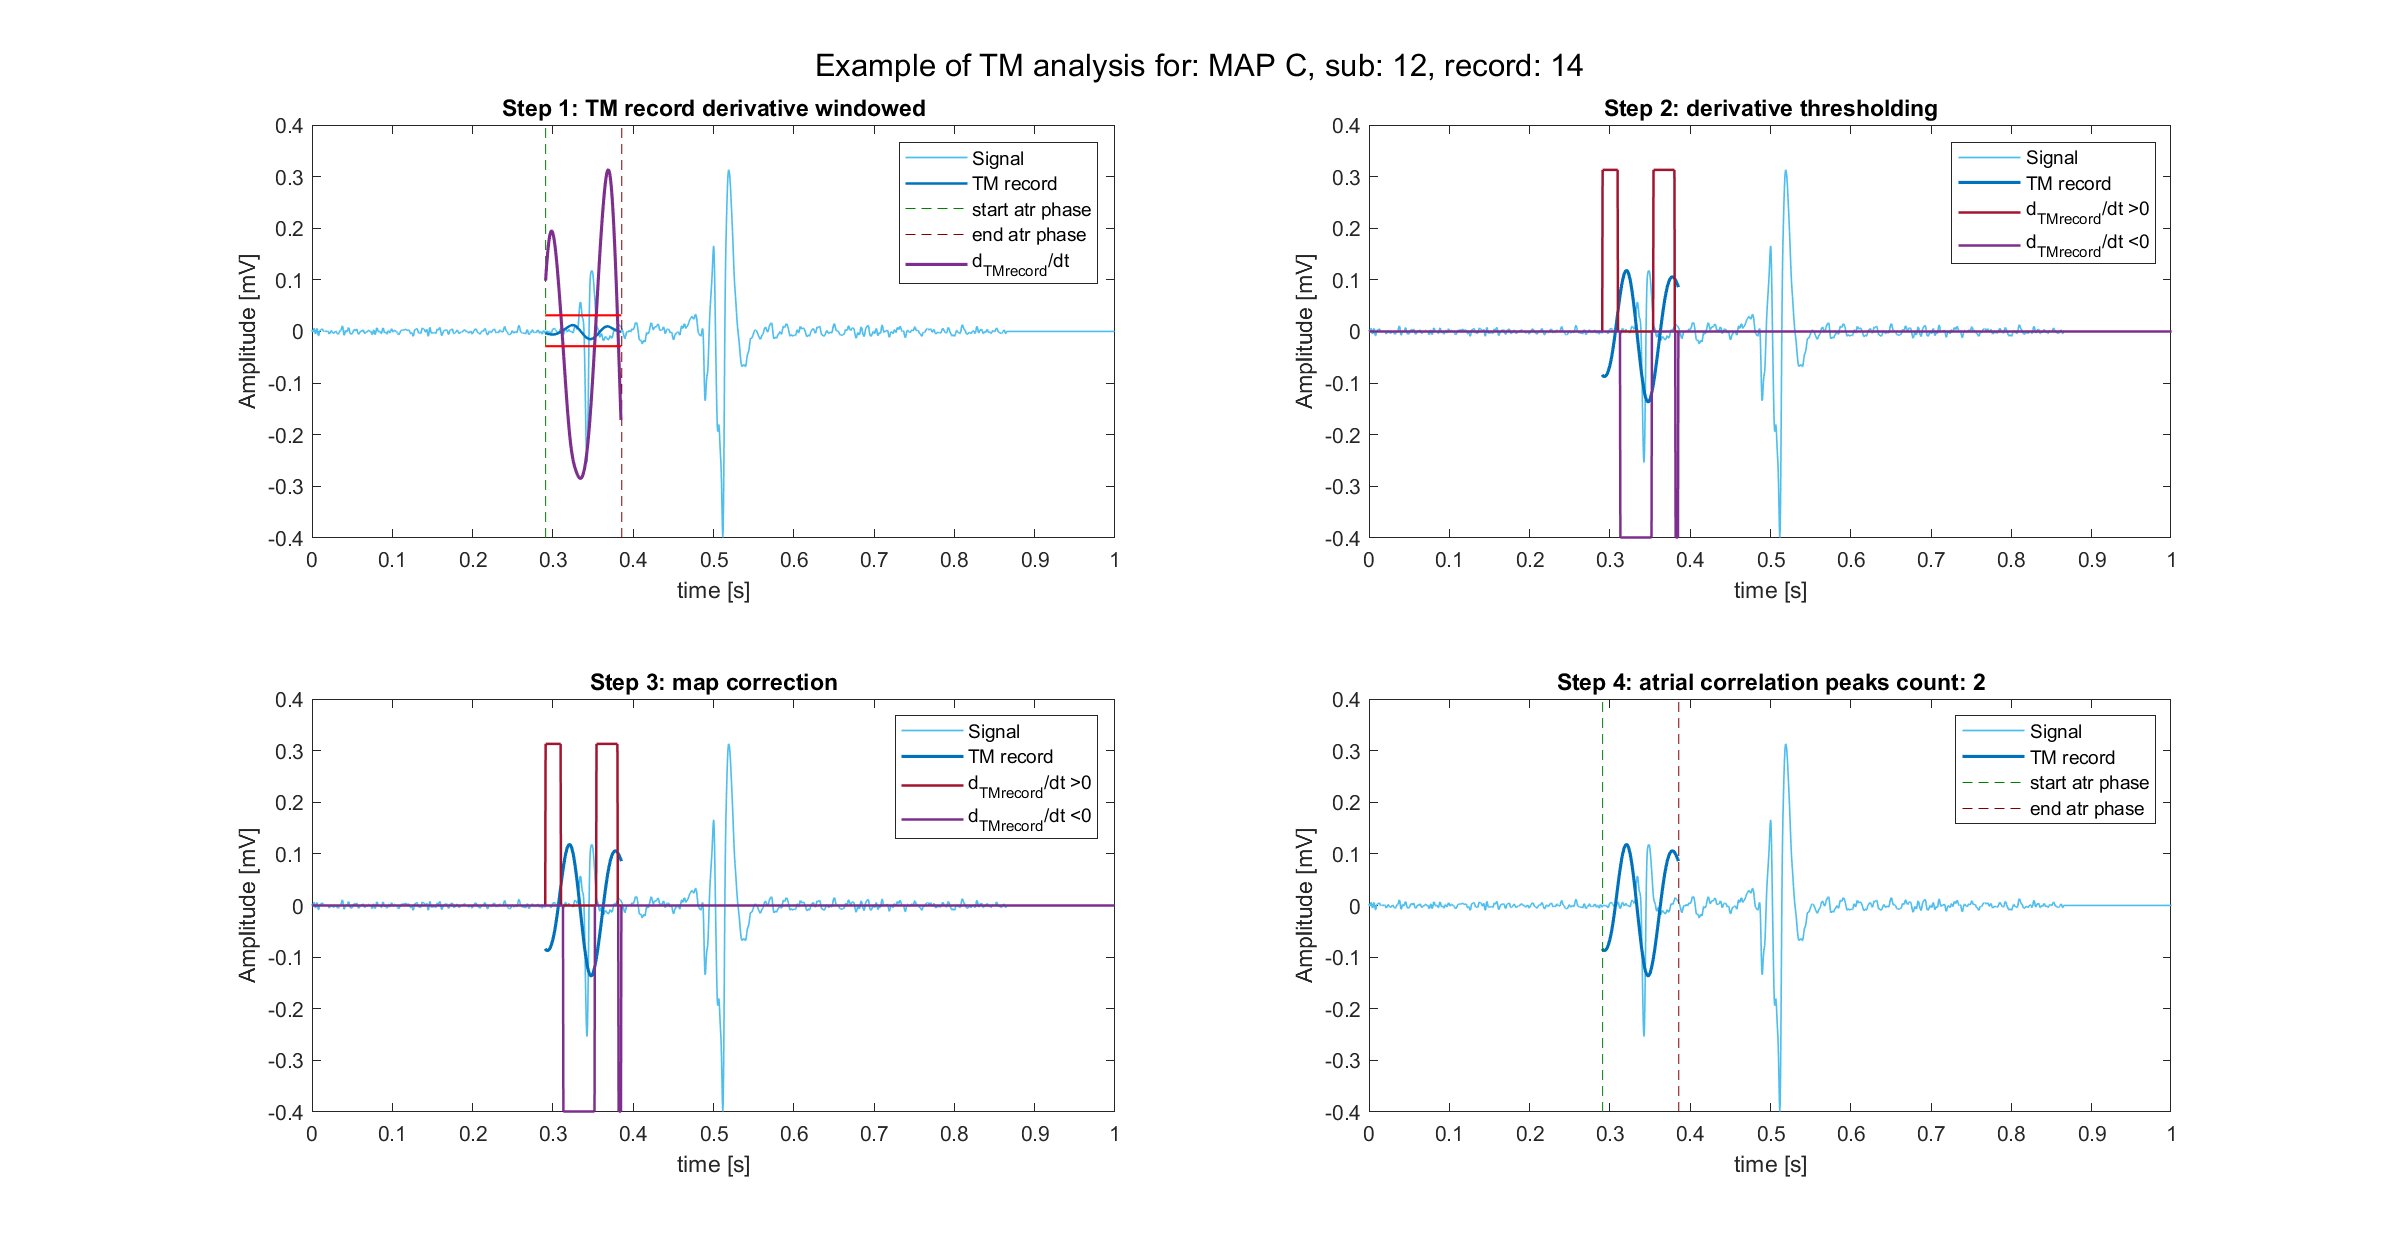 Example of TM analysis for: MAP C, sub: 12, record: 14
Step 1: TM record derivative windowed
0.4
0.3
0.2
0.1
0
-0.1
-0.2
-0.3
-0.4
Amplitude [mV]
0 0.1 0.2 0.3 0.4 0.5 0.6 0.7 0.8 0.9 1
time [s]
Signal
TM record
start atr phase
end atr phase
dTMrecord/dt
Step 2: derivative thresholding
0.4
0.3
0.2
0.1
0
-0.1
-0.2
-0.3
-0.4
Amplitude [mV]
0 0.1 0.2 0.3 0.4 0.5 0.6 0.7 0.8 0.9 1
time [s]
Signal
TM record
dTMrecord/dt >0
dTMrecord/dt <0
Step 3: map correction
0.4
0.3
0.2
0.1
0
-0.1
-0.2
-0.3
-0.4
Amplitude [mV]
0 0.1 0.2 0.3 0.4 0.5 0.6 0.7 0.8 0.9 1
time [s]
Signal
TM record
dTMrecord/dt >0
dTMrecord/dt <0
Step 4: atrial correlation peaks count: 2
0.4
0.3
0.2
0.1
0
-0.1
-0.2
-0.3
-0.4
Amplitude [mV]
0 0.1 0.2 0.3 0.4 0.5 0.6 0.7 0.8 0.9 1
time [s]
Signal
TM record
start atr phase
end atr phase